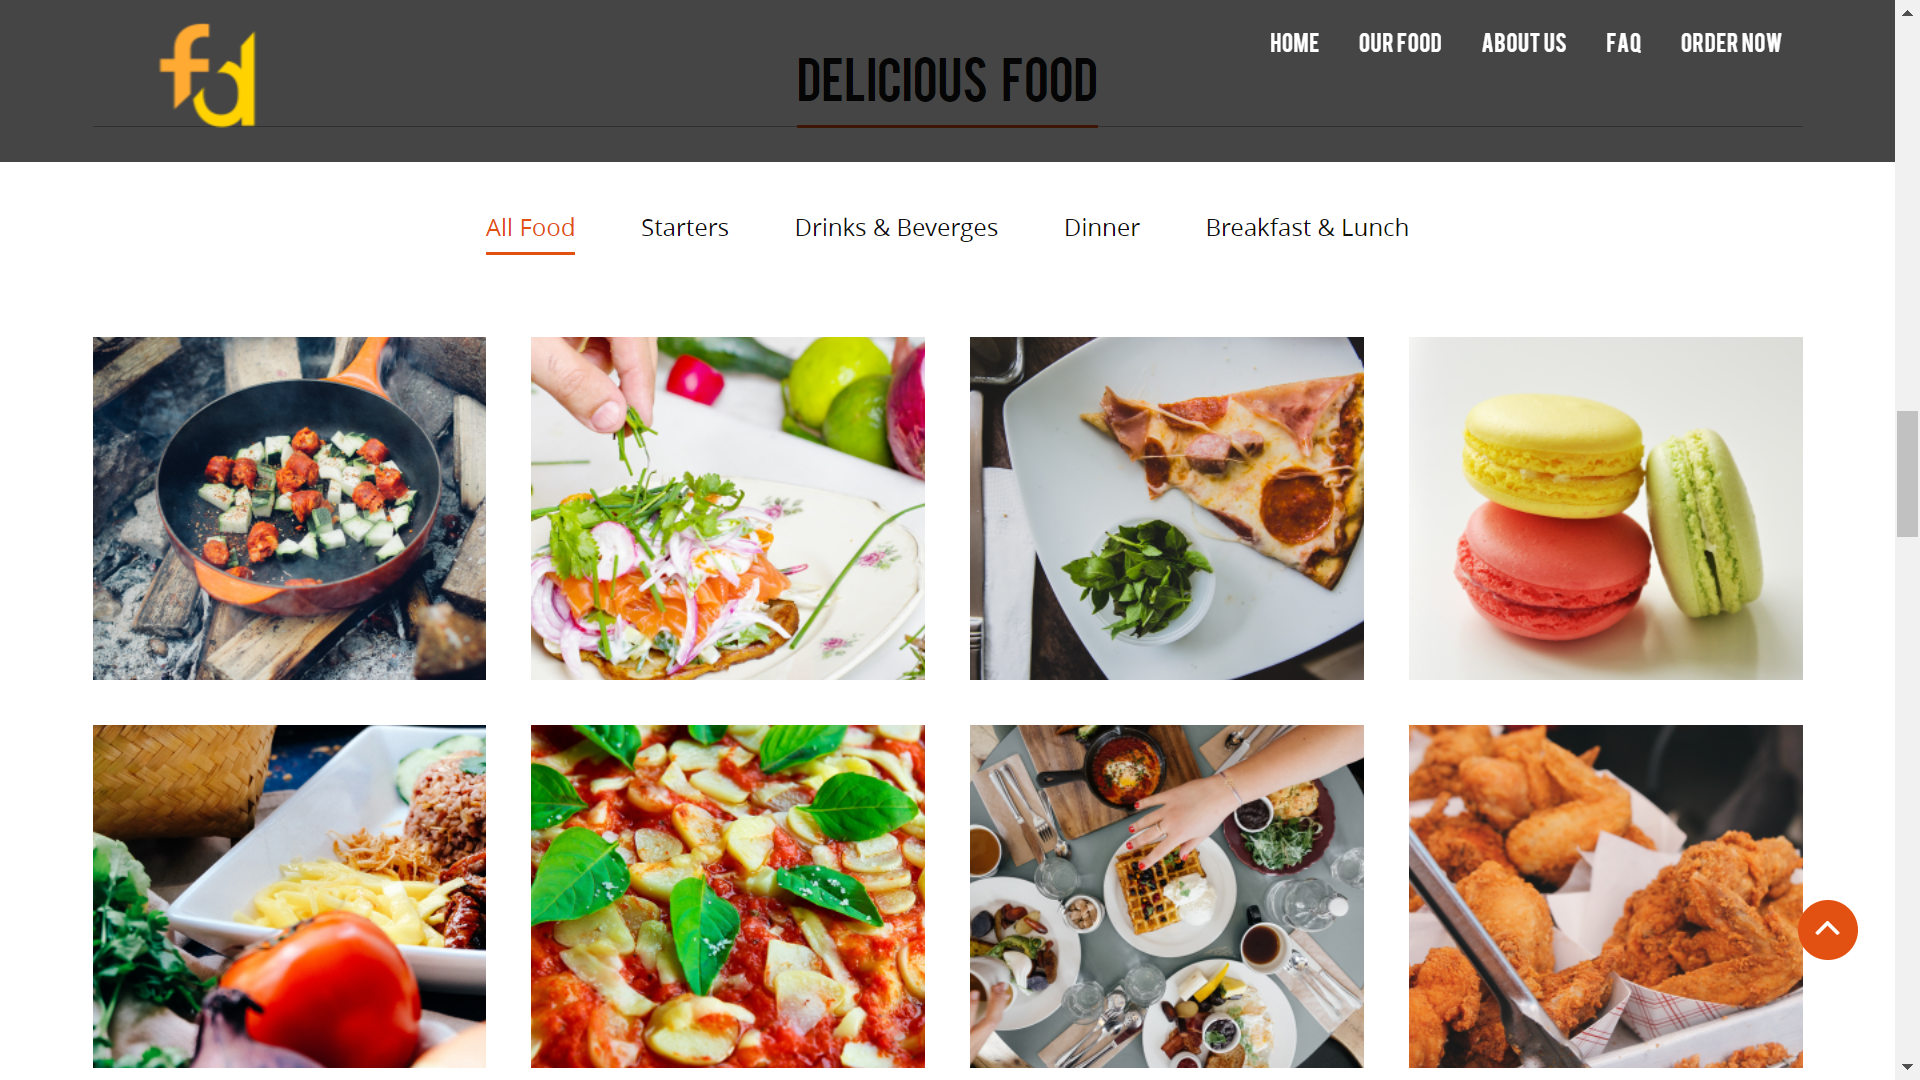 fd
HOME OUR FOOD ABOUT US FAQ ORDER NOW
DELICIOUS FOOD
All Food Starters Drinks & Beverges Dinner Breakfast & Lunch